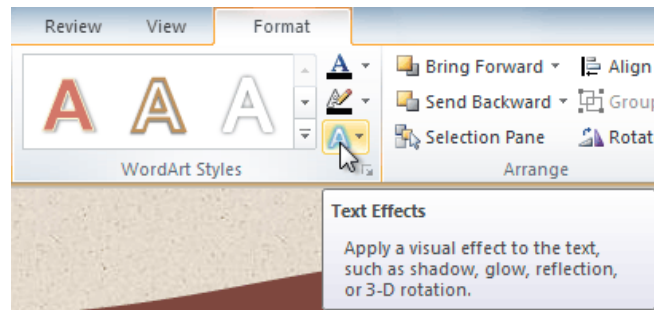 Review View Format
Bring Forward Align
Send Backward Group
Selection Pane Rotat
WordArt Styles Arrange
Text Effects
Apply a visual effect to the text,
such as shadow, glow, reflection,
or 3-D rotation.